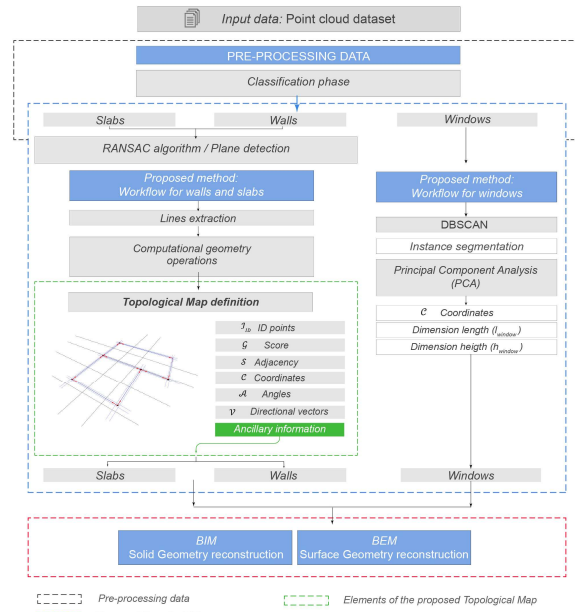 Input data: Point cloud dataset
PRE-PROCESSING DATA
Classification phase
Slabs
Walls
Windows
RANSAC algorithm / Plane detection
Proposed method:
Workflow for walls and slabs
Proposed method:
Workflow for windows
Lines extraction
DBSCAN
Computational geometry
operations
Instance segmentation
Principal Component Analysis
(PCA)
Topological Map definition
C Coordinates
Dimension length (l_window)
Dimension heigth (h_window)
I_ID ID points
G Score
S Adjacency
C Coordinates
A Angles
V Directional vectors
Ancillary information
Slabs
Walls
Windows
BIM
Solid Geometry reconstruction
BEM
Surface Geometry reconstruction
Pre-processing data
Elements of the proposed Topological Map